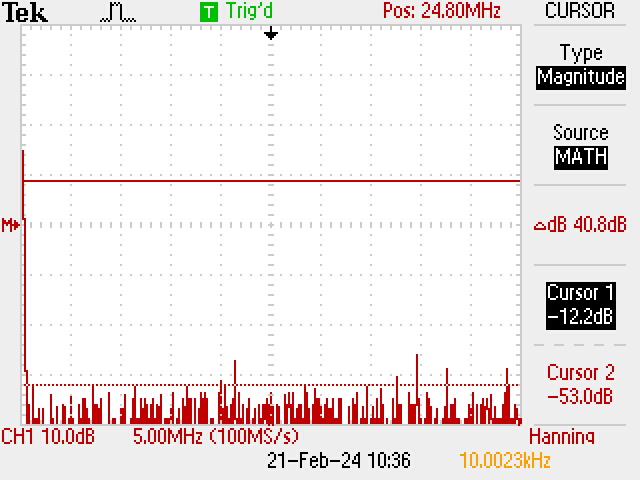 Tek
T Trig'd
Pos: 24.80MHz
CURSOR
Type
Magnitude
Source
MATH
M
△dB 40.8dB
Cursor 1
-12.2dB
Cursor 2
-53.0dB
CH1 10.0dB
5.00MHz (100MS/s)
Hanning
21-Feb-24 10:36
10.0023kHz